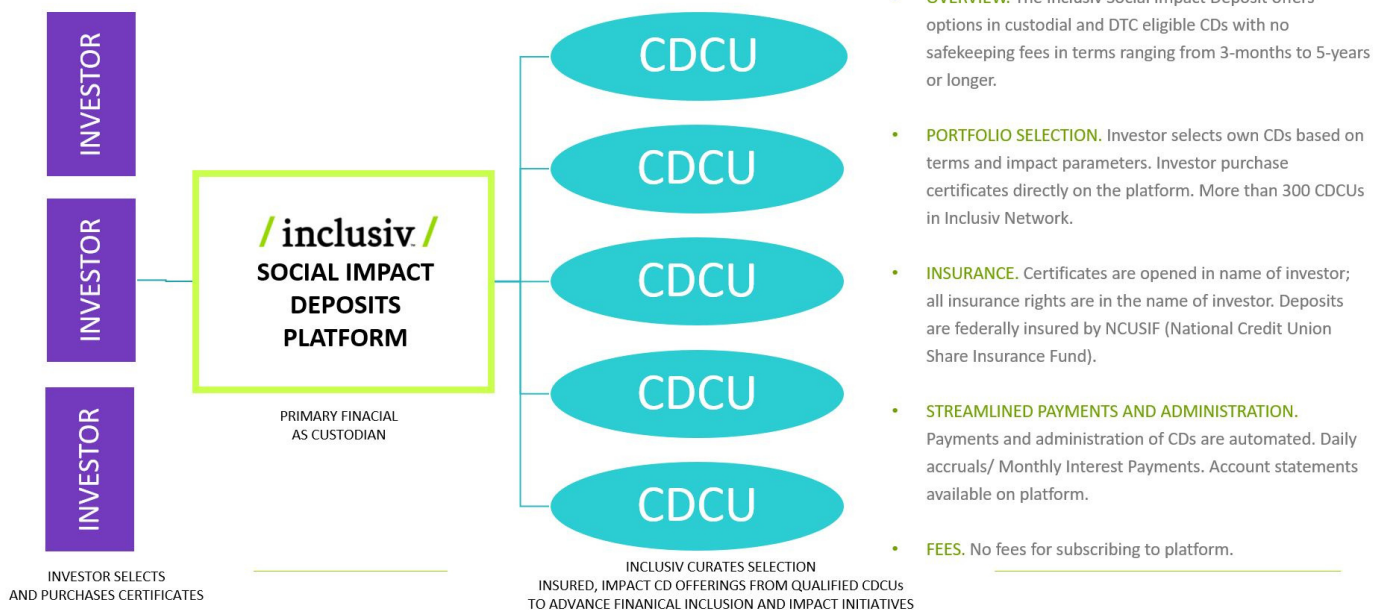 INVESTOR
INVESTOR
INVESTOR
INVESTOR SELECTS
AND PURCHASES CERTIFICATES
/ inclusiv /
SOCIAL IMPACT
DEPOSITS
PLATFORM
PRIMARY FINACIAL
AS CUSTODIAN
CDCU
CDCU
CDCU
CDCU
CDCU
INCLUSIV CURATES SELECTION
INSURED, IMPACT CD OFFERINGS FROM QUALIFIED CDCUs
TO ADVANCE FINANICAL INCLUSION AND IMPACT INITIATIVES
OVERVIEW. The Inclusiv Social Impact Deposit offers
options in custodial and DTC eligible CDs with no
safekeeping fees in terms ranging from 3-months to 5-years
or longer.
• PORTFOLIO SELECTION. Investor selects own CDs based on
terms and impact parameters. Investor purchase
certificates directly on the platform. More than 300 CDCUs
in Inclusiv Network.
• INSURANCE. Certificates are opened in name of investor;
all insurance rights are in the name of investor. Deposits
are federally insured by NCUSIF (National Credit Union
Share Insurance Fund).
• STREAMLINED PAYMENTS AND ADMINISTRATION.
Payments and administration of CDs are automated. Daily
accruals/ Monthly Interest Payments. Account statements
available on platform.
• FEES. No fees for subscribing to platform.